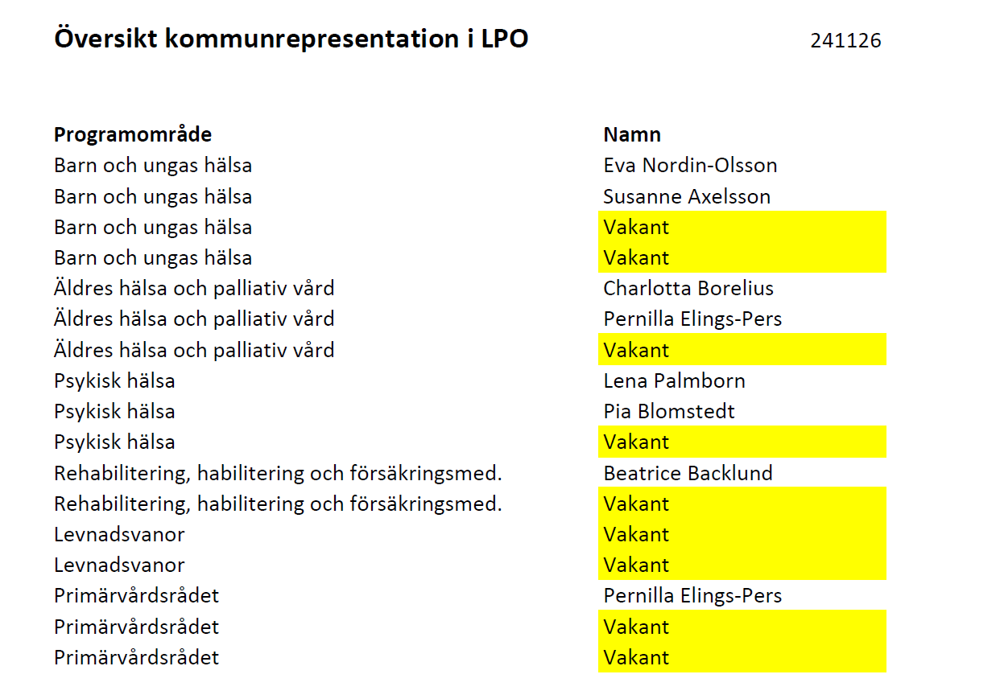 Översikt kommunrepresentation i LPO 241126
Programområde Namn
Barn och ungas hälsa Eva Nordin-Olsson
Barn och ungas hälsa Susanne Axelsson
Barn och ungas hälsa Vakant
Barn och ungas hälsa Vakant
Äldres hälsa och palliativ vård Charlotta Borelius
Äldres hälsa och palliativ vård Pernilla Elings-Pers
Äldres hälsa och palliativ vård Vakant
Psykisk hälsa Lena Palmborn
Psykisk hälsa Pia Blomstedt
Psykisk hälsa Vakant
Rehabilitering, habilitering och försäkringsmed. Beatrice Backlund
Rehabilitering, habilitering och försäkringsmed. Vakant
Levnadsvanor Vakant
Levnadsvanor Vakant
Primärvårdsrådet Pernilla Elings-Pers
Primärvårdsrådet Vakant
Primärvårdsrådet Vakant